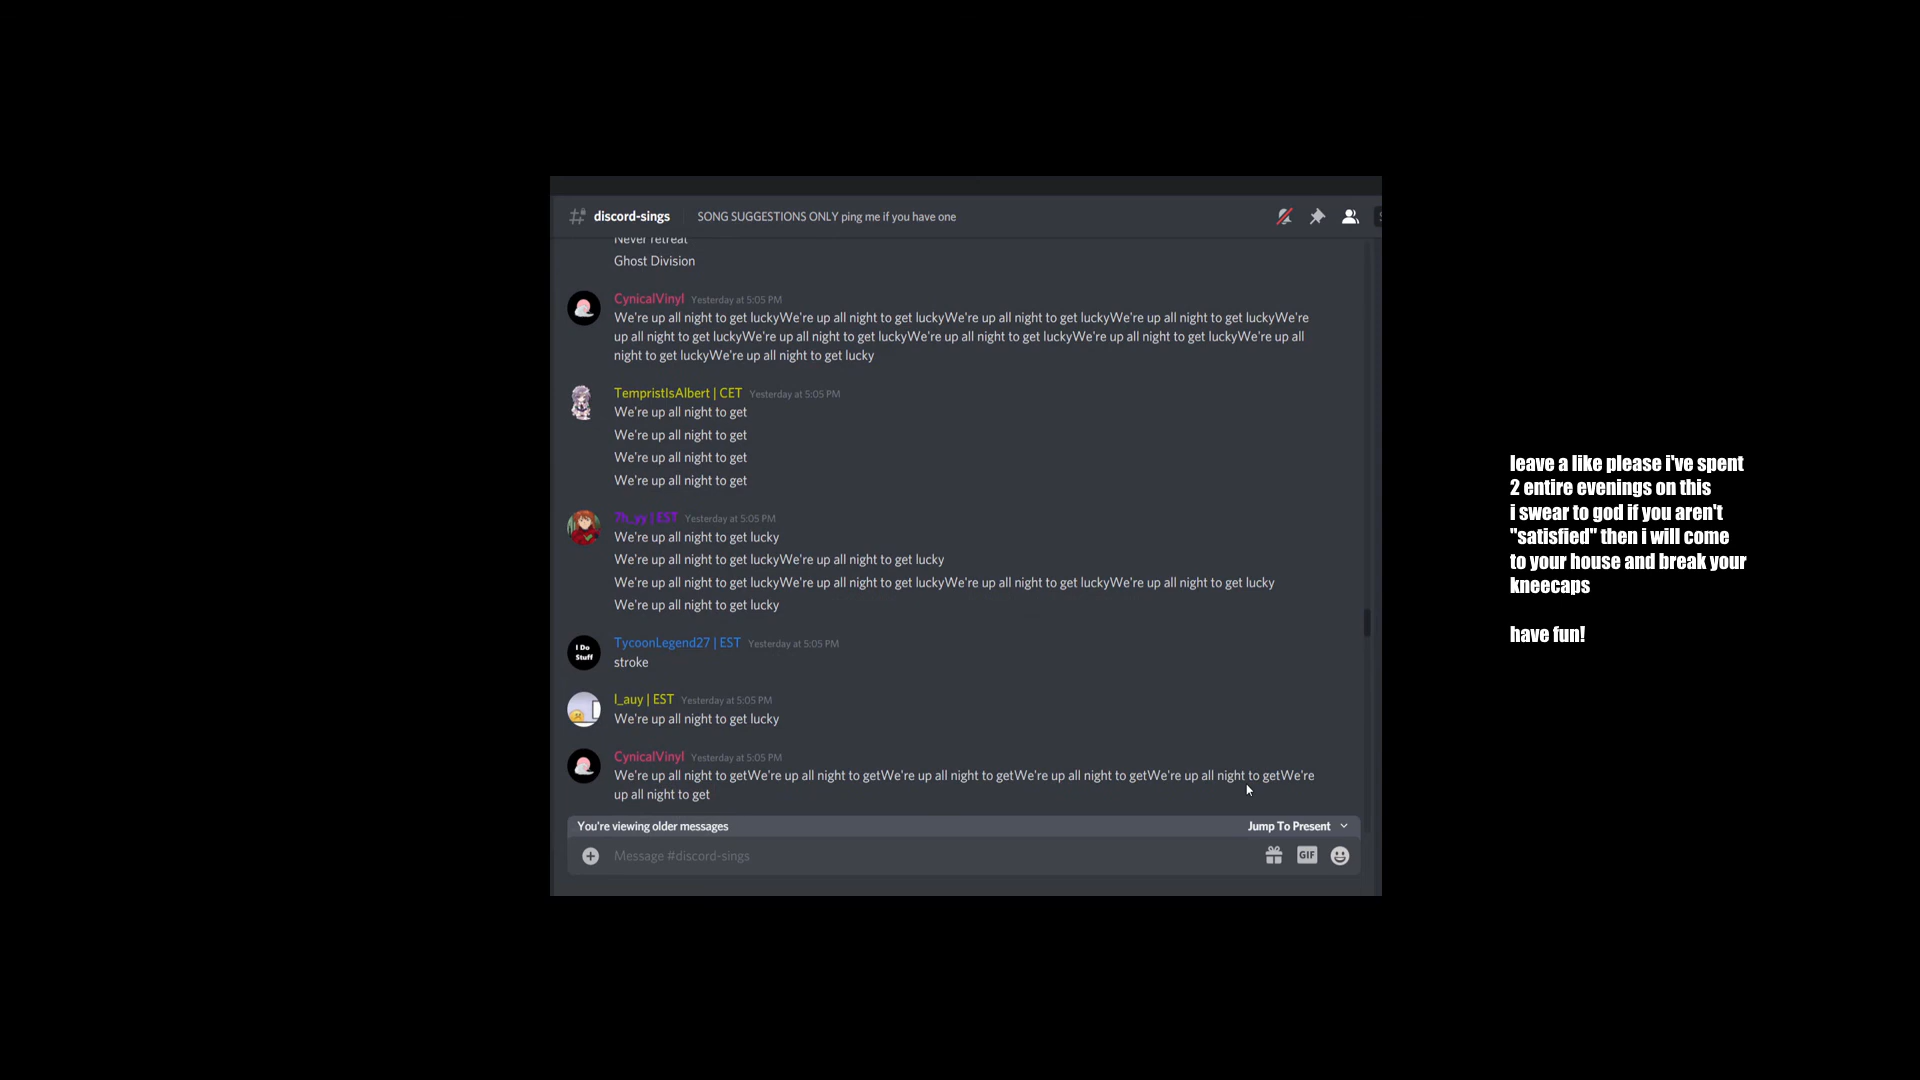 discord-sings
SONG SUGGESTIONS ONLY ping me if you have one
Never retreat
Ghost Division
CynicalVinyl Yesterday at 5:05 PM
We're up all night to get luckyWe're up all night to get luckyWe're up all night to get luckyWe're up all night to get luckyWe're
up all night to get luckyWe're up all night to get luckyWe're up all night to get luckyWe're up all night to get luckyWe're up all
night to get luckyWe're up all night to get lucky
TempristIsAlbert | CET Yesterday at 5:05 PM
We're up all night to get
We're up all night to get
We're up all night to get
We're up all night to get
7h_yy | EST Yesterday at 5:05 PM
We're up all night to get lucky
We're up all night to get luckyWe're up all night to get lucky
We're up all night to get luckyWe're up all night to get luckyWe're up all night to get luckyWe're up all night to get lucky
We're up all night to get lucky
I Do
Stuff
TycoonLegend27 | EST Yesterday at 5:05 PM
stroke
l_auy | EST Yesterday at 5:05 PM
We're up all night to get lucky
CynicalVinyl Yesterday at 5:05 PM
We're up all night to getWe're up all night to getWe're up all night to getWe're up all night to getWe're up all night to getWe're
up all night to get
You're viewing older messages
Jump To Present
Message #discord-sings
GIF
leave a like please i've spent
2 entire evenings on this
i swear to god if you aren't
"satisfied" then i will come
to your house and break your
kneecaps
have fun!